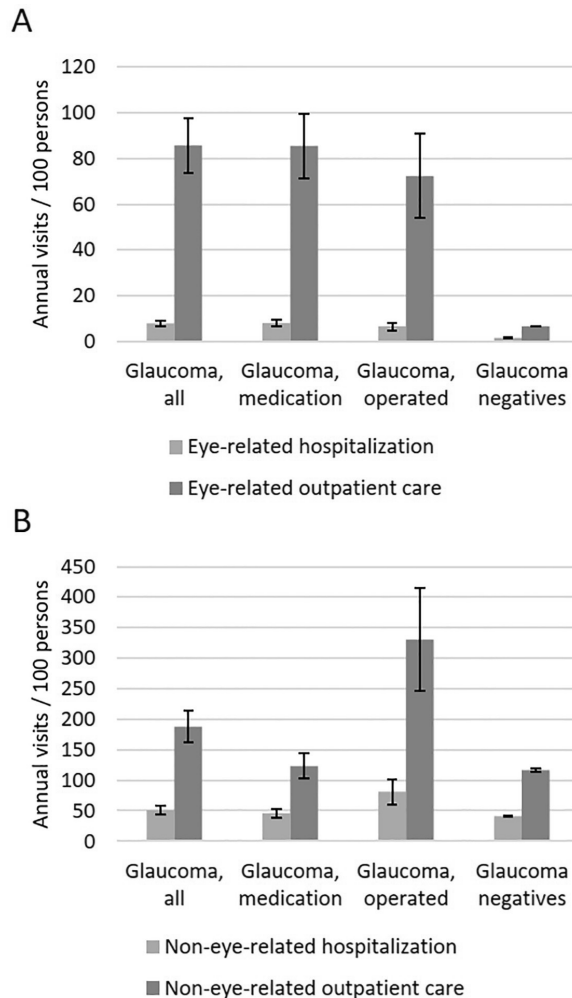 A
Annual visits / 100 persons
120
100
80
60
40
20
0
Glaucoma, all
Glaucoma, medication
Glaucoma, operated
Glaucoma negatives
Eye-related hospitalization
Eye-related outpatient care
B
Annual visits / 100 persons
450
400
350
300
250
200
150
100
50
0
Glaucoma, all
Glaucoma, medication
Glaucoma, operated
Glaucoma negatives
Non-eye-related hospitalization
Non-eye-related outpatient care